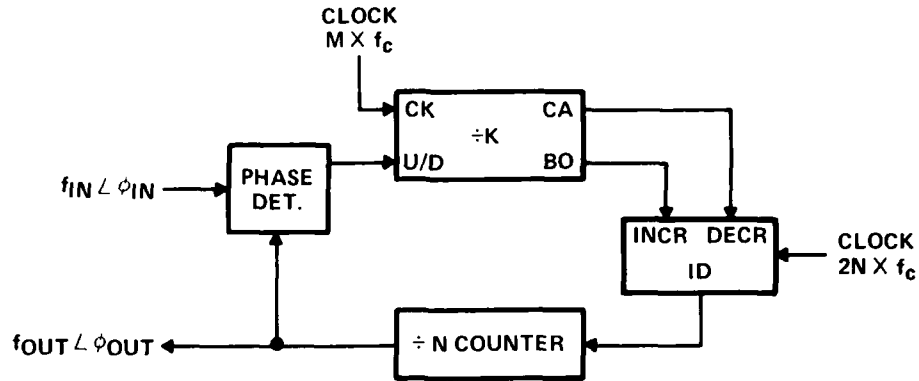 CLOCK
M X fc
CK CA
÷K
U/D BO
PHASE
DET.
fIN ∠ ϕIN
INCR DECR
ID
CLOCK
2N X fc
÷ N COUNTER
fOUT ∠ ϕOUT